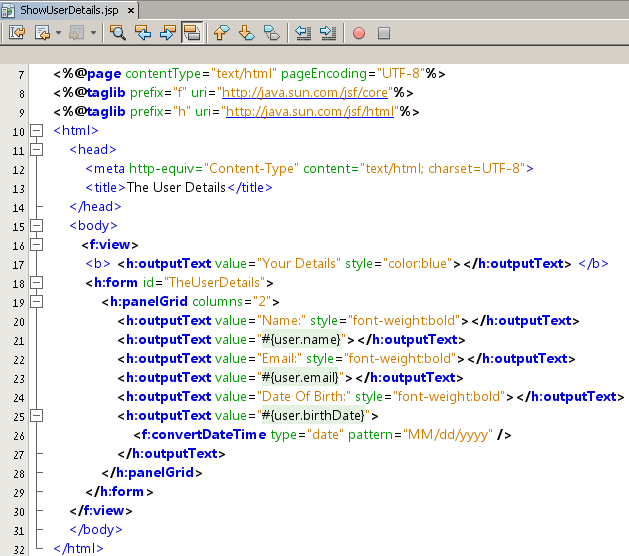 ShowUserDetails.jsp x
7 <%@page contentType="text/html" pageEncoding="UTF-8"%>
8 <%@taglib prefix="f" uri="http://java.sun.com/jsf/core"%>
9 <%@taglib prefix="h" uri="http://java.sun.com/jsf/html"%>
10 <html>
11 <head>
12 <meta http-equiv="Content-Type" content="text/html; charset=UTF-8">
13 <title>The User Details</title>
14 </head>
15 <body>
16 <f:view>
17 <b> <h:outputText value="Your Details" style="color:blue"></h:outputText> </b>
18 <h:form id="TheUserDetails">
19 <h:panelGrid columns="2">
20 <h:outputText value="Name:" style="font-weight:bold"></h:outputText>
21 <h:outputText value="#{user.name}"></h:outputText>
22 <h:outputText value="Email:" style="font-weight:bold"></h:outputText>
23 <h:outputText value="#{user.email}"></h:outputText>
24 <h:outputText value="Date Of Birth:" style="font-weight:bold"></h:outputText>
25 <h:outputText value="#{user.birthDate}">
26 <f:convertDateTime type="date" pattern="MM/dd/yyyy" />
27 </h:outputText>
28 </h:panelGrid>
29 </h:form>
30 </f:view>
31 </body>
32 </html>